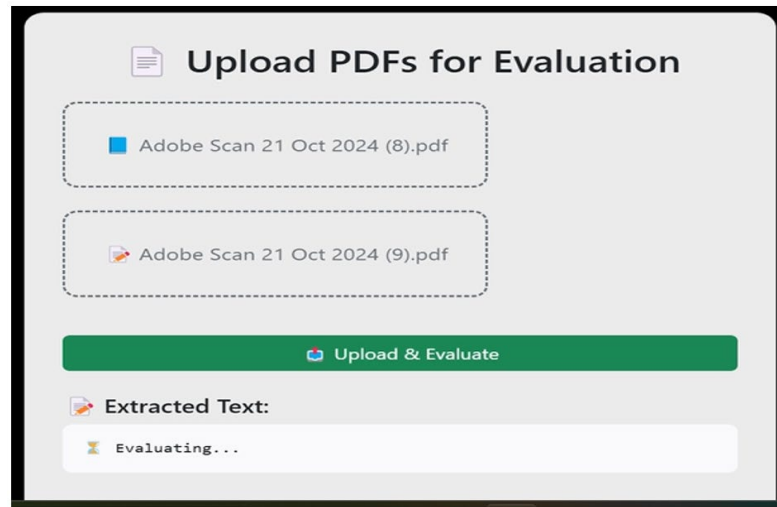 Upload PDFs for Evaluation
Adobe Scan 21 Oct 2024 (8).pdf
Adobe Scan 21 Oct 2024 (9).pdf
Upload & Evaluate
Extracted Text:
Evaluating...